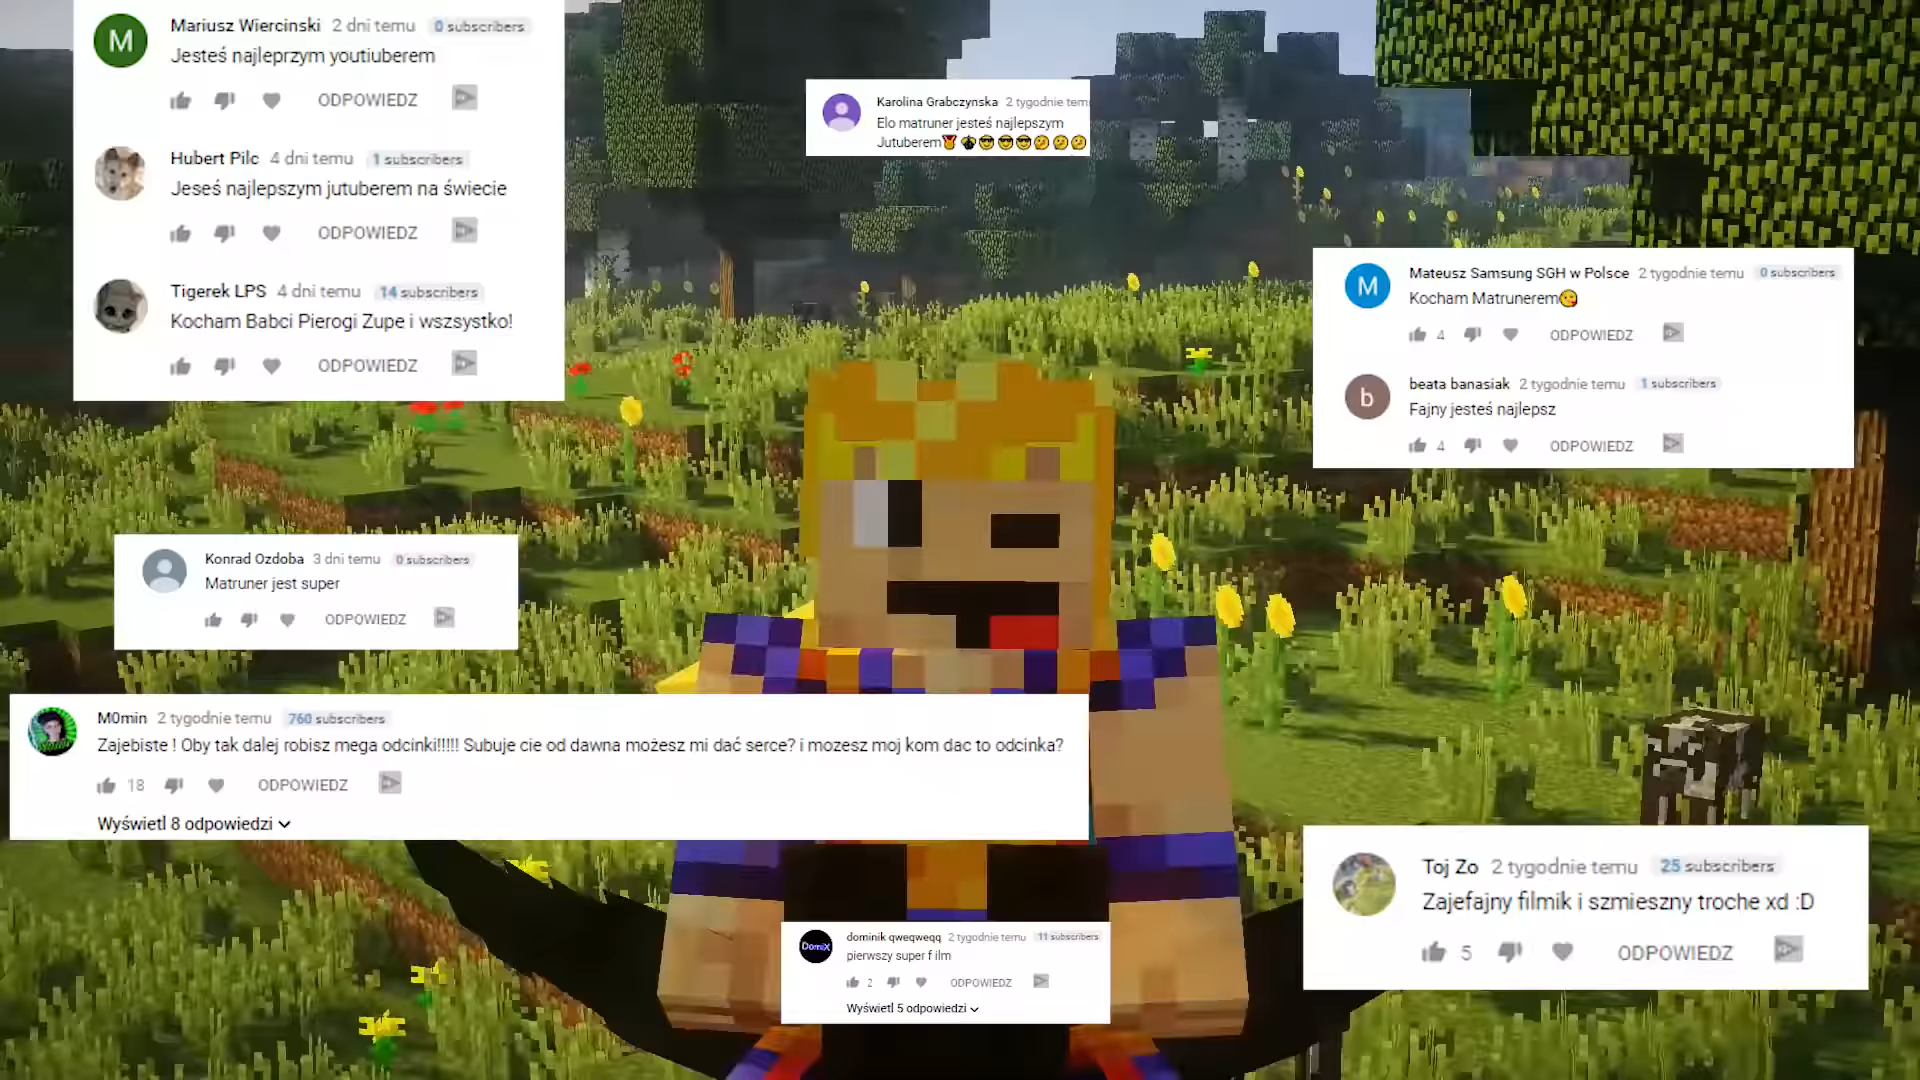 Mariusz Wiercinski 2 dni temu 0 subscribers
Jesteś najleprzym youtiuberem
ODPOWIEDZ
Hubert Pilc 4 dni temu 1 subscribers
Jeseś najlepszym jutuberem na świecie
ODPOWIEDZ
Tigerek LPS 4 dni temu 14 subscribers
Kocham Babci Pierogi Zupe i wszsystko!
ODPOWIEDZ
Karolina Grabczynska 2 tygodnie tem
Elo matruner jesteś najlepszym
Jutuberem
Mateusz Samsung SGH w Polsce 2 tygodnie temu 0 subscribers
Kocham Matrunerem
4 ODPOWIEDZ
beata banasiak 2 tygodnie temu 1 subscribers
Fajny jesteś najlepsz
4 ODPOWIEDZ
Konrad Ozdoba 3 dni temu 0 subscribers
Matruner jest super
ODPOWIEDZ
M0min 2 tygodnie temu 760 subscribers
Zajebiste ! Oby tak dalej robisz mega odcinki!!!!! Subuje cie od dawna możesz mi dać serce? i mozesz moj kom dac to odcinka?
18 ODPOWIEDZ
Wyświetl 8 odpowiedzi
Toj Zo 2 tygodnie temu 25 subscribers
Zajefajny filmik i szmieszny troche xd :D
5 ODPOWIEDZ
DomiX
dominik qweqweqq 2 tygodnie temu 11 subscribers
pierwszy super f ilm
2 ODPOWIEDZ
Wyświetl 5 odpowiedzi